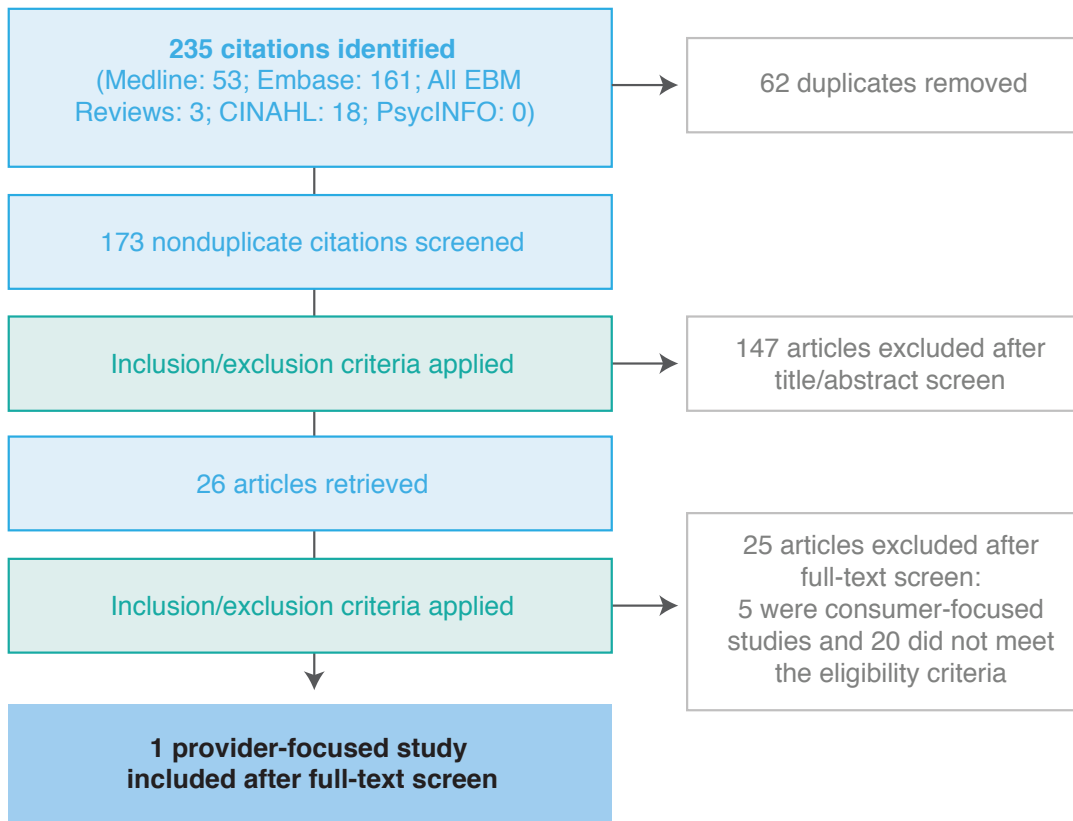 235 citations identified
(Medline: 53; Embase: 161; All EBM
Reviews: 3; CINAHL: 18; PsycINFO: 0)
62 duplicates removed
173 nonduplicate citations screened
Inclusion/exclusion criteria applied
147 articles excluded after
title/abstract screen
26 articles retrieved
Inclusion/exclusion criteria applied
25 articles excluded after
full-text screen:
5 were consumer-focused
studies and 20 did not meet
the eligibility criteria
1 provider-focused study
included after full-text screen